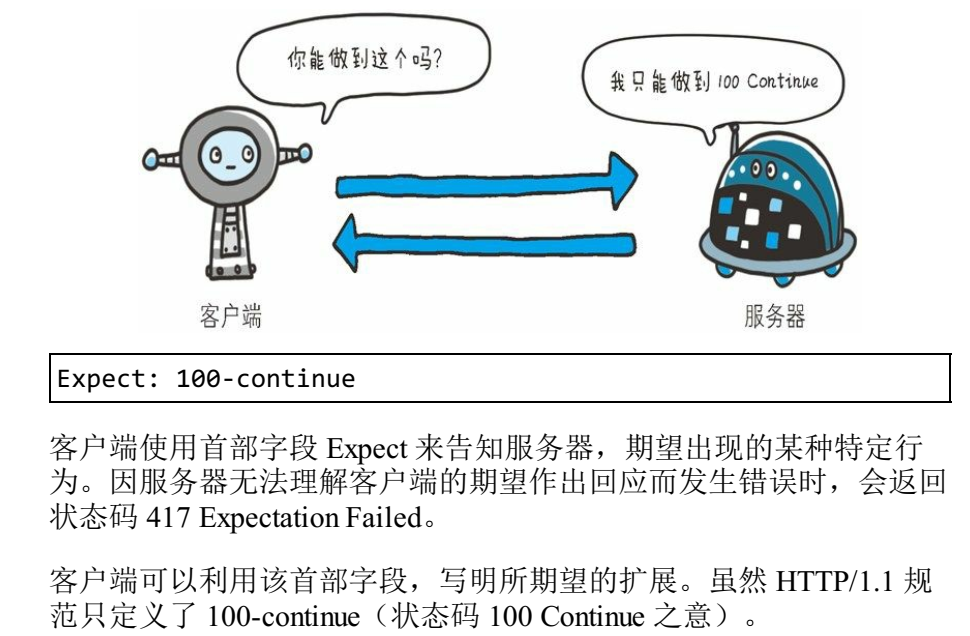 你能做到这个吗?
我只能做到 100 Continue
客户端
服务器
Expect: 100-continue
客户端使用首部字段 Expect 来告知服务器，期望出现的某种特定行
为。因服务器无法理解客户端的期望作出回应而发生错误时，会返回
状态码 417 Expectation Failed。
客户端可以利用该首部字段，写明所期望的扩展。虽然 HTTP/1.1 规
范只定义了 100-continue（状态码 100 Continue 之意）。